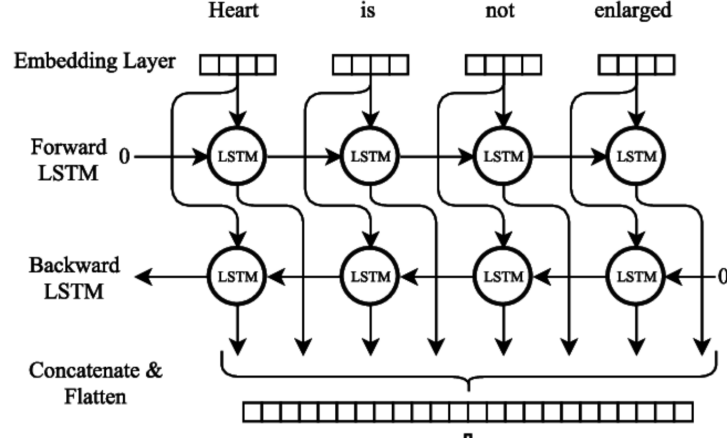 Heart is not enlarged
Embedding Layer
Forward
LSTM
0 LSTM LSTM LSTM LSTM
Backward
LSTM
LSTM LSTM LSTM LSTM 0
Concatenate &
Flatten